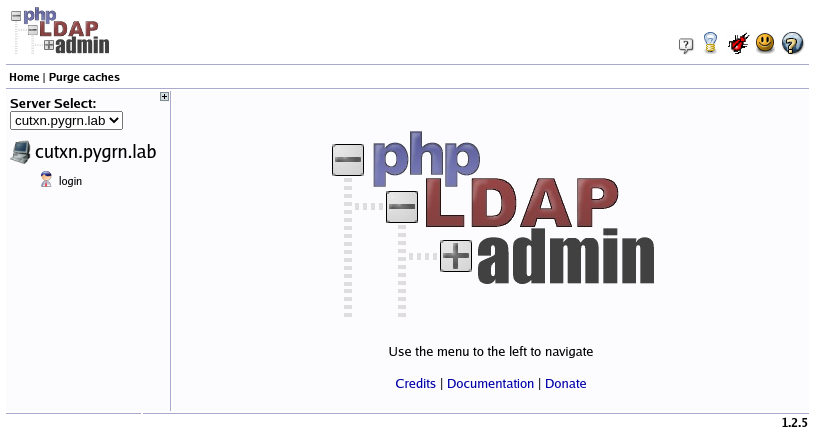 php
LDAP
admin
Home | Purge caches
Server Select:
cutxn.pygrn.lab
cutxn.pygrn.lab
login
php
LDAP
admin
Use the menu to the left to navigate
Credits | Documentation | Donate
1.2.5